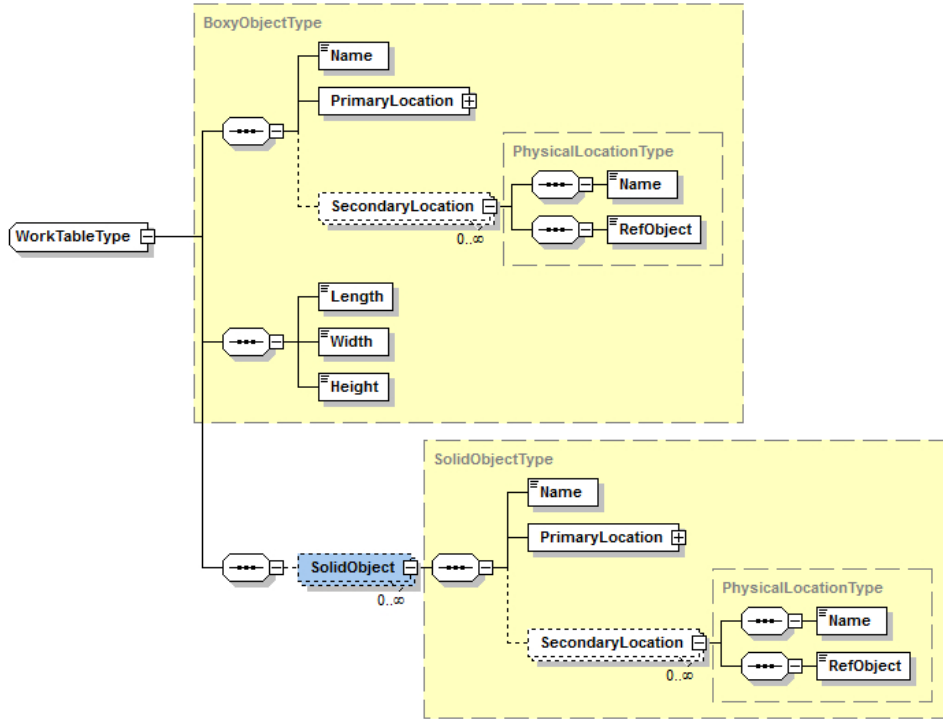 BoxyObjectType
Name
PrimaryLocation
PhysicalLocationType
Name
SecondaryLocation
0..∞
RefObject
WorkTableType
Length
Width
Height
SolidObjectType
Name
PrimaryLocation
SolidObject
0..∞
PhysicalLocationType
Name
SecondaryLocation
0..∞
RefObject